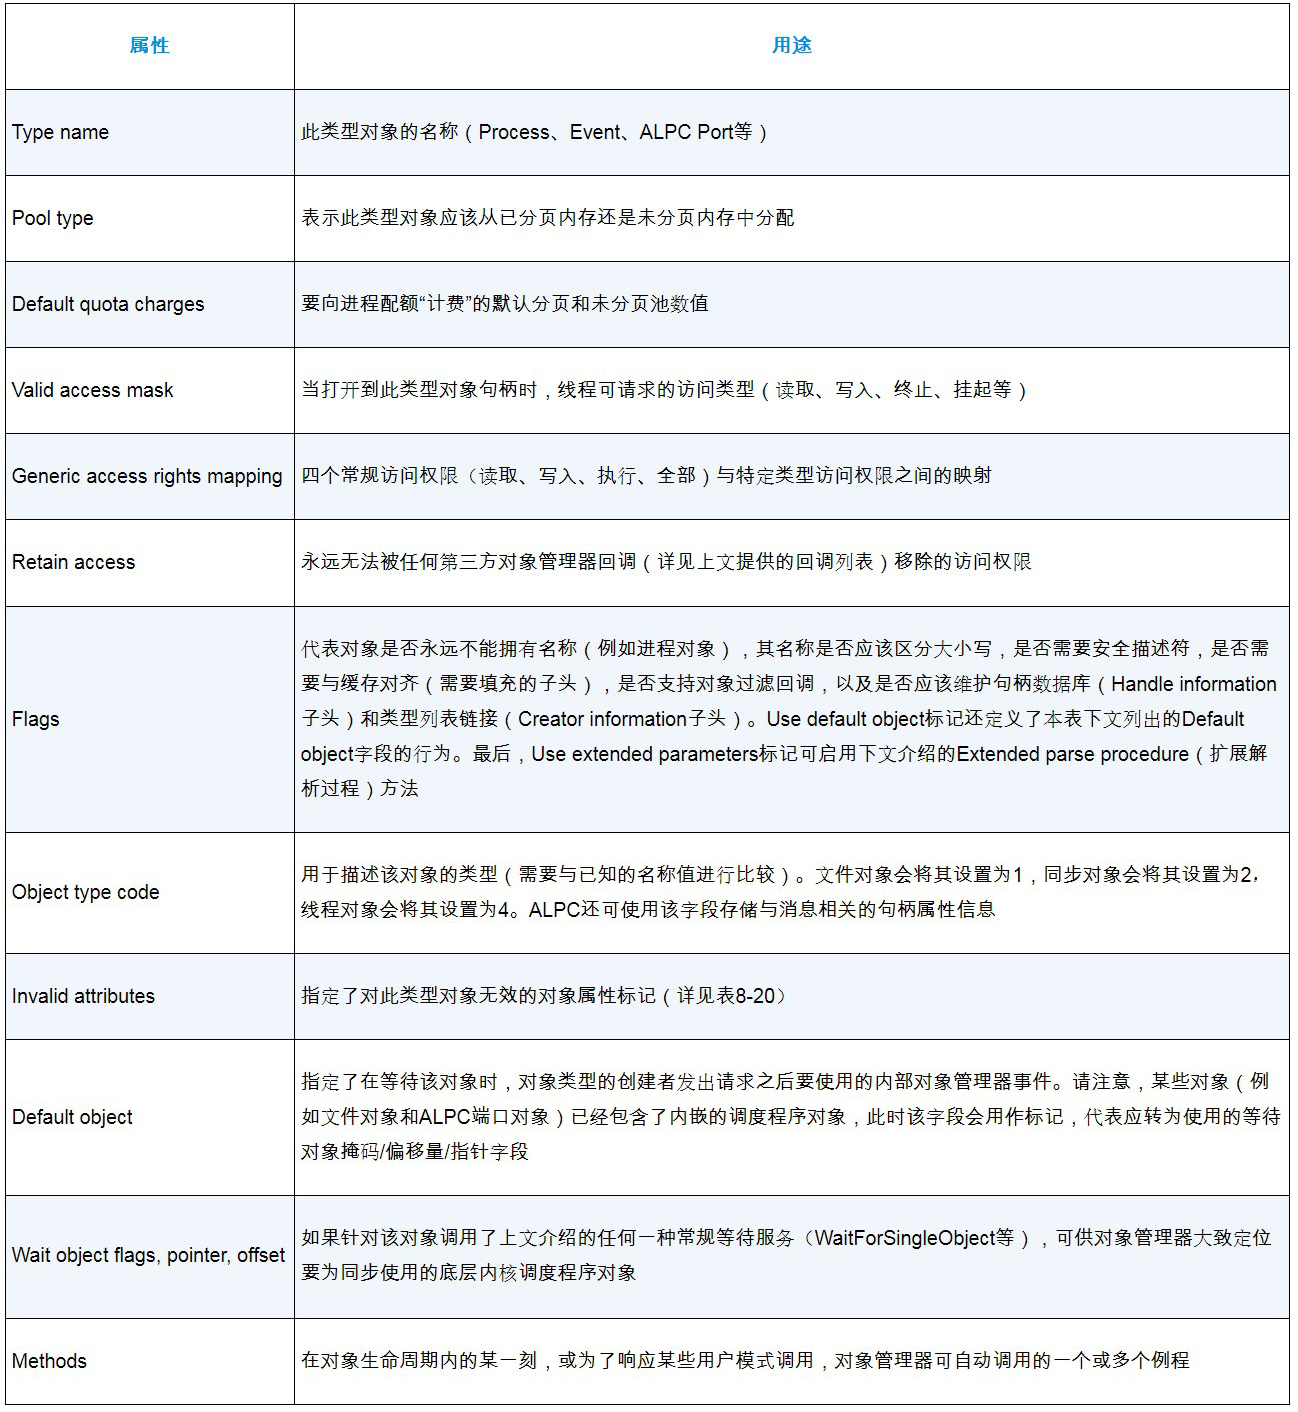 属性
用途
Type name
此类型对象的名称（Process、Event、ALPC Port等）
Pool type
表示此类型对象应该从已分页内存还是未分页内存中分配
Default quota charges
要向进程配额“计费”的默认分页和未分页池数值
Valid access mask
当打开到此类型对象句柄时，线程可请求的访问类型（读取、写入、终止、挂起等）
Generic access rights mapping
四个常规访问权限（读取、写入、执行、全部）与特定类型访问权限之间的映射
Retain access
永远无法被任何第三方对象管理器回调（详见上文提供的回调列表）移除的访问权限
Flags
代表对象是否永远不能拥有名称（例如进程对象），其名称是否应该区分大小写，是否需要安全描述符，是否需
要与缓存对齐（需要填充的子头），是否支持对象过滤回调，以及是否应该维护句柄数据库（Handle information
子头）和类型列表链接（Creator information子头）。Use default object标记还定义了本表下文列出的Default
object字段的行为。最后，Use extended parameters标记可启用下文介绍的Extended parse procedure（扩展解
析过程）方法
Object type code
用于描述该对象的类型（需要与已知的名称值进行比较）。文件对象会将其设置为1，同步对象会将其设置为2，
线程对象会将其设置为4。ALPC还可使用该字段存储与消息相关的句柄属性信息
Invalid attributes
指定了对此类型对象无效的对象属性标记（详见表8-20）
Default object
指定了在等待该对象时，对象类型的创建者发出请求之后要使用的内部对象管理器事件。请注意，某些对象（例
如文件对象和ALPC端口对象）已经包含了内嵌的调度程序对象，此时该字段会用作标记，代表应转为使用的等待
对象掩码/偏移量/指针字段
Wait object flags, pointer, offset
如果针对该对象调用了上文介绍的任何一种常规等待服务（WaitForSingleObject等），可供对象管理器大致定位
要为同步使用的底层内核调度程序对象
Methods
在对象生命周期内的某一刻，或为了响应某些用户模式调用，对象管理器可自动调用的一个或多个例程